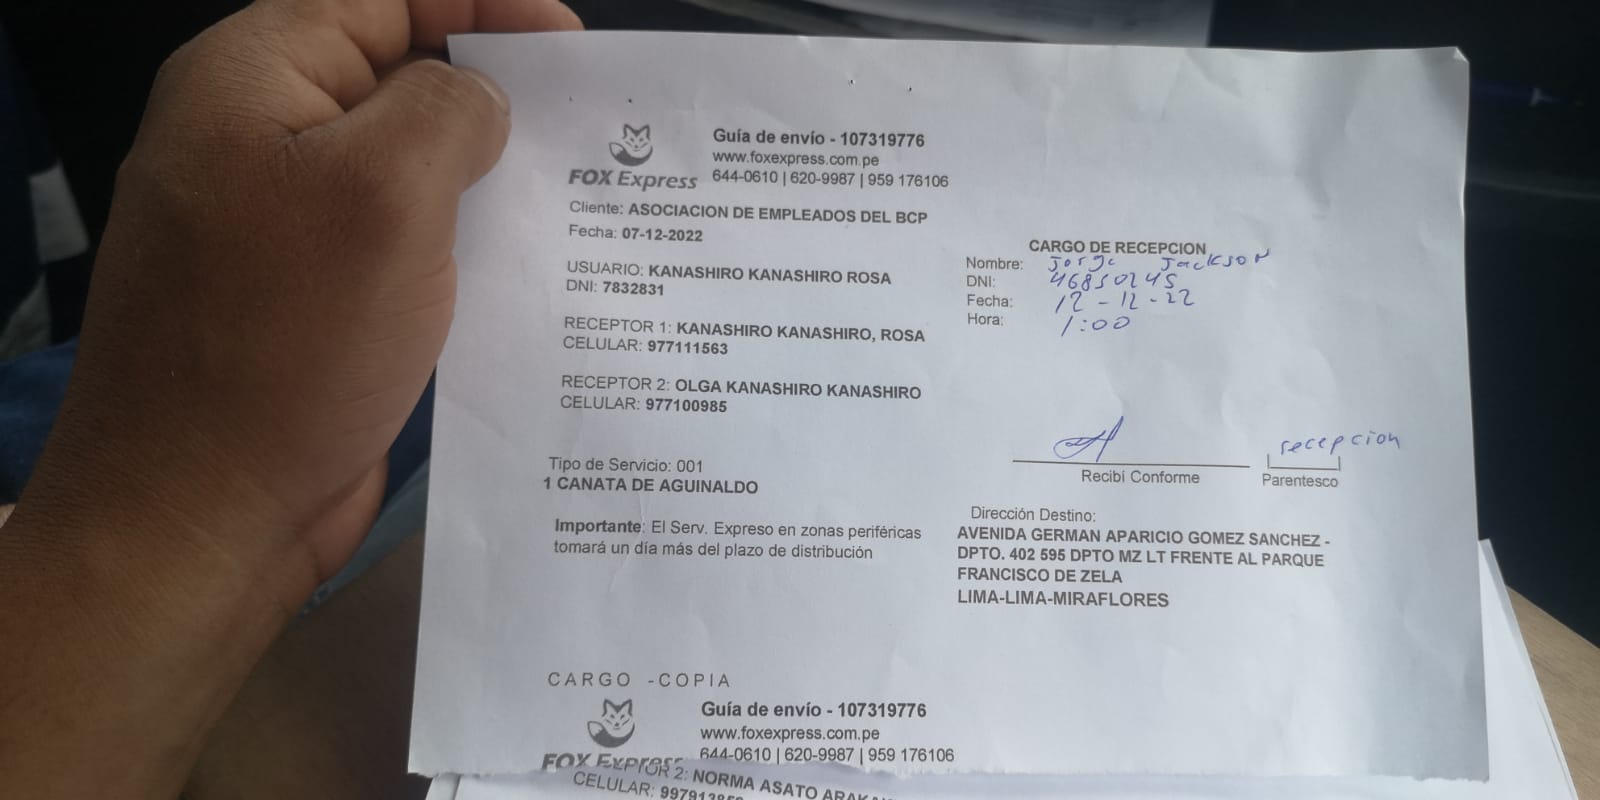 Guía de envío - 107319776
www.foxexpress.com.pe
FOX Express
644-0610 | 620-9987 | 959 176106
Cliente: ASOCIACION DE EMPLEADOS DEL BCP
Fecha: 07-12-2022
USUARIO: KANASHIRO KANASHIRO ROSA
DNI: 7832831
RECEPTOR 1: KANASHIRO KANASHIRO, ROSA
CELULAR: 977111563
RECEPTOR 2: OLGA KANASHIRO KANASHIRO
CELULAR: 977100985
CARGO DE RECEPCION
Nombre: Jorge Jackson
DNI: 46850245
Fecha: 12-12-22
Hora: 1:00
recepcion
Recibi Conforme
Parentesco
Tipo de Servicio: 001
1 CANATA DE AGUINALDO
Importante: El Serv. Expreso en zonas periféricas
tomará un día más del plazo de distribución
Dirección Destino:
AVENIDA GERMAN APARICIO GOMEZ SANCHEZ -
DPTO. 402 595 DPTO MZ LT FRENTE AL PARQUE
FRANCISCO DE ZELA
LIMA-LIMA-MIRAFLORES
CARGO -COPIA
Guía de envío - 107319776
www.foxexpress.com.pe
FOX Express
644-0610 | 620-9987 | 959 176106
2: NORMA ASATO
CELULAR: